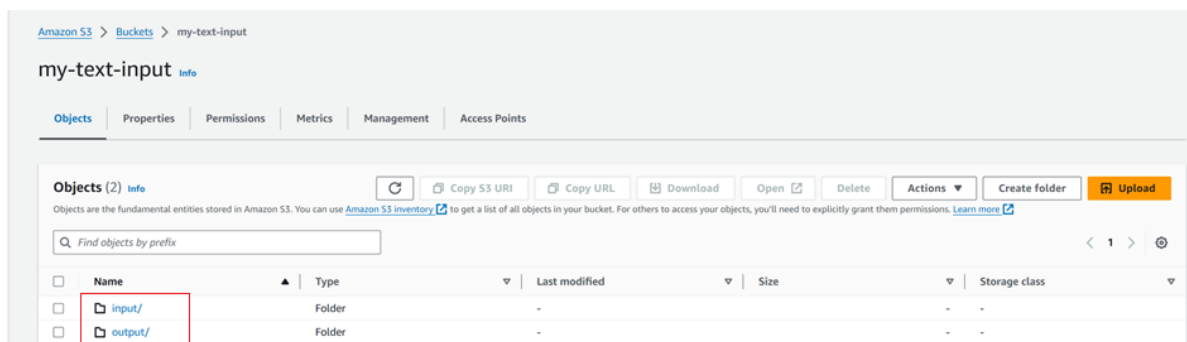 Amazon S3 > Buckets > my-text-input
my-text-input Info
Objects Properties Permissions Metrics Management Access Points
Objects (2) Info Copy S3 URI Copy URL Download Open Delete Actions Create folder Upload
Objects are the fundamental entities stored in Amazon S3. You can use Amazon S3 inventory to get a list of all objects in your bucket. For others to access your objects, you'll need to explicitly grant them permissions. Learn more
Find objects by prefix < 1 >
Name Type Last modified Size Storage class
input/ Folder - - -
output/ Folder - - -